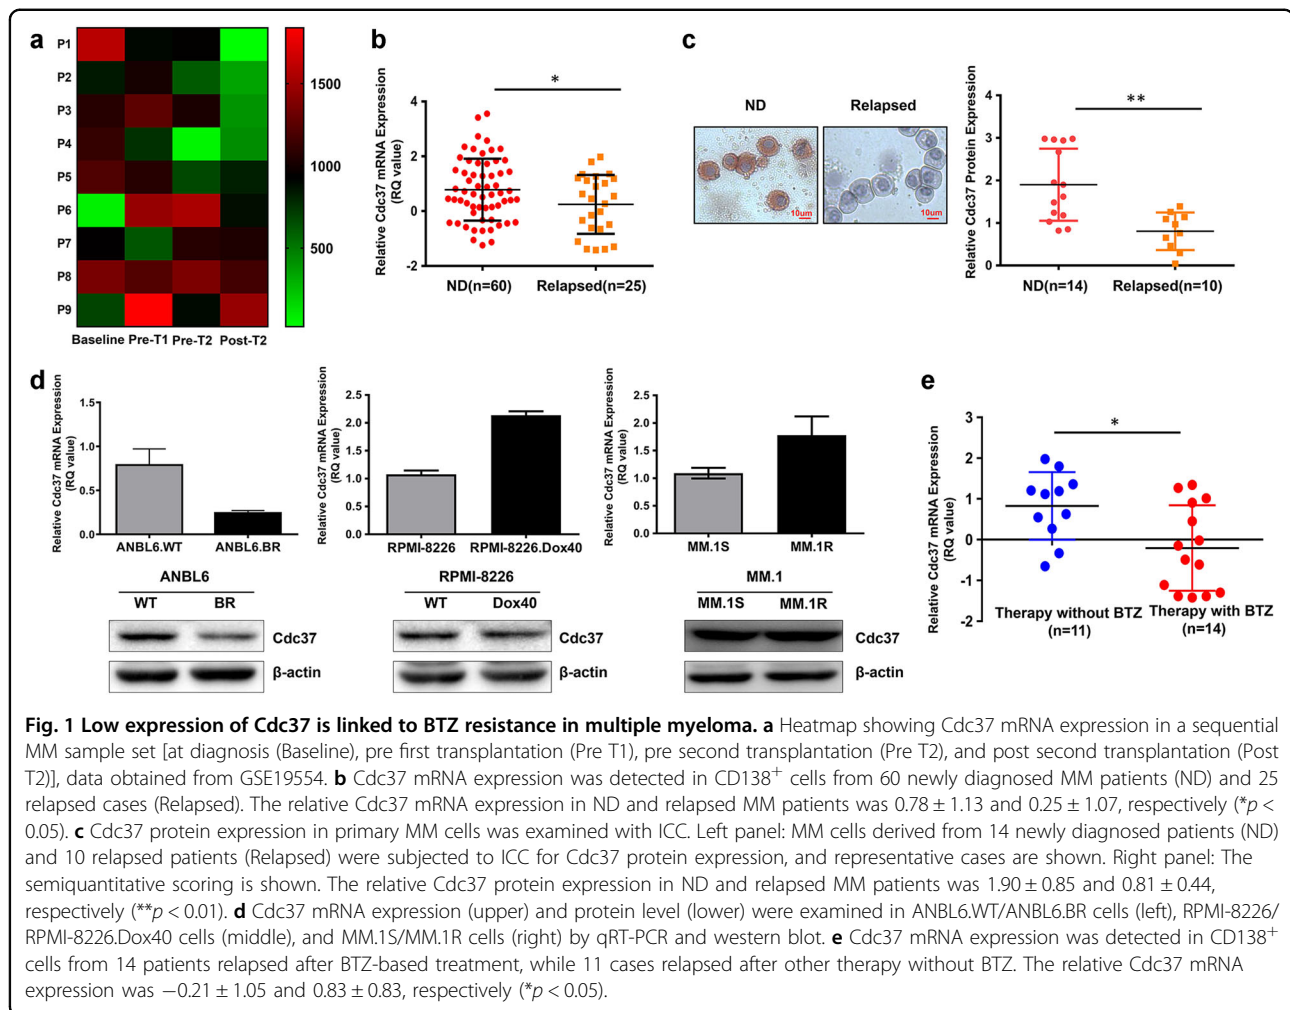 a
P1
P2
P3
P4
P5
P6
P7
P8
P9
Baseline Pre-T1 Pre-T2 Post-T2
1500
1000
500
b
Relative Cdc37 mRNA Expression
(RQ value)
4
2
0
-2
*
ND(n=60) Relapsed(n=25)
c
ND Relapsed
10um 10um
Relative Cdc37 Protein Expression
4
3
2
1
0
**
ND(n=14) Relapsed(n=10)
d
Relative Cdc37 mRNA Expression
(RQ value)
1.5
1.0
0.5
0.0
ANBL6.WT ANBL6.BR
Relative Cdc37 mRNA Expression
(RQ value)
2.5
2.0
1.5
1.0
0.5
0.0
RPMI-8226 RPMI-8226.Dox40
Relative Cdc37 mRNA Expression
(RQ value)
2.5
2.0
1.5
1.0
0.5
0.0
MM.1S MM.1R
ANBL6
WT BR
Cdc37
β-actin
RPMI-8226
WT Dox40
Cdc37
β-actin
MM.1
MM.1S MM.1R
Cdc37
β-actin
e
Relative Cdc37 mRNA Expression
(RQ value)
3
2
1
0
-1
-2
*
Therapy without BTZ Therapy with BTZ
(n=11) (n=14)
Fig. 1 Low expression of Cdc37 is linked to BTZ resistance in multiple myeloma. a Heatmap showing Cdc37 mRNA expression in a sequential
MM sample set [at diagnosis (Baseline), pre first transplantation (Pre T1), pre second transplantation (Pre T2), and post second transplantation (Post
T2)], data obtained from GSE19554. b Cdc37 mRNA expression was detected in CD138⁺ cells from 60 newly diagnosed MM patients (ND) and 25
relapsed cases (Relapsed). The relative Cdc37 mRNA expression in ND and relapsed MM patients was 0.78 ± 1.13 and 0.25 ± 1.07, respectively (*p <
0.05). c Cdc37 protein expression in primary MM cells was examined with ICC. Left panel: MM cells derived from 14 newly diagnosed patients (ND)
and 10 relapsed patients (Relapsed) were subjected to ICC for Cdc37 protein expression, and representative cases are shown. Right panel: The
semiquantitative scoring is shown. The relative Cdc37 protein expression in ND and relapsed MM patients was 1.90 ± 0.85 and 0.81 ± 0.44,
respectively (**p < 0.01). d Cdc37 mRNA expression (upper) and protein level (lower) were examined in ANBL6.WT/ANBL6.BR cells (left), RPMI-8226/
RPMI-8226.Dox40 cells (middle), and MM.1S/MM.1R cells (right) by qRT-PCR and western blot. e Cdc37 mRNA expression was detected in CD138⁺
cells from 14 patients relapsed after BTZ-based treatment, while 11 cases relapsed after other therapy without BTZ. The relative Cdc37 mRNA
expression was −0.21 ± 1.05 and 0.83 ± 0.83, respectively (*p < 0.05).